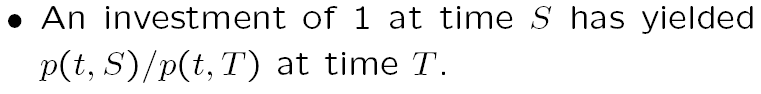 • An investment of 1 at time S has yielded
p(t, S)/p(t, T) at time T.